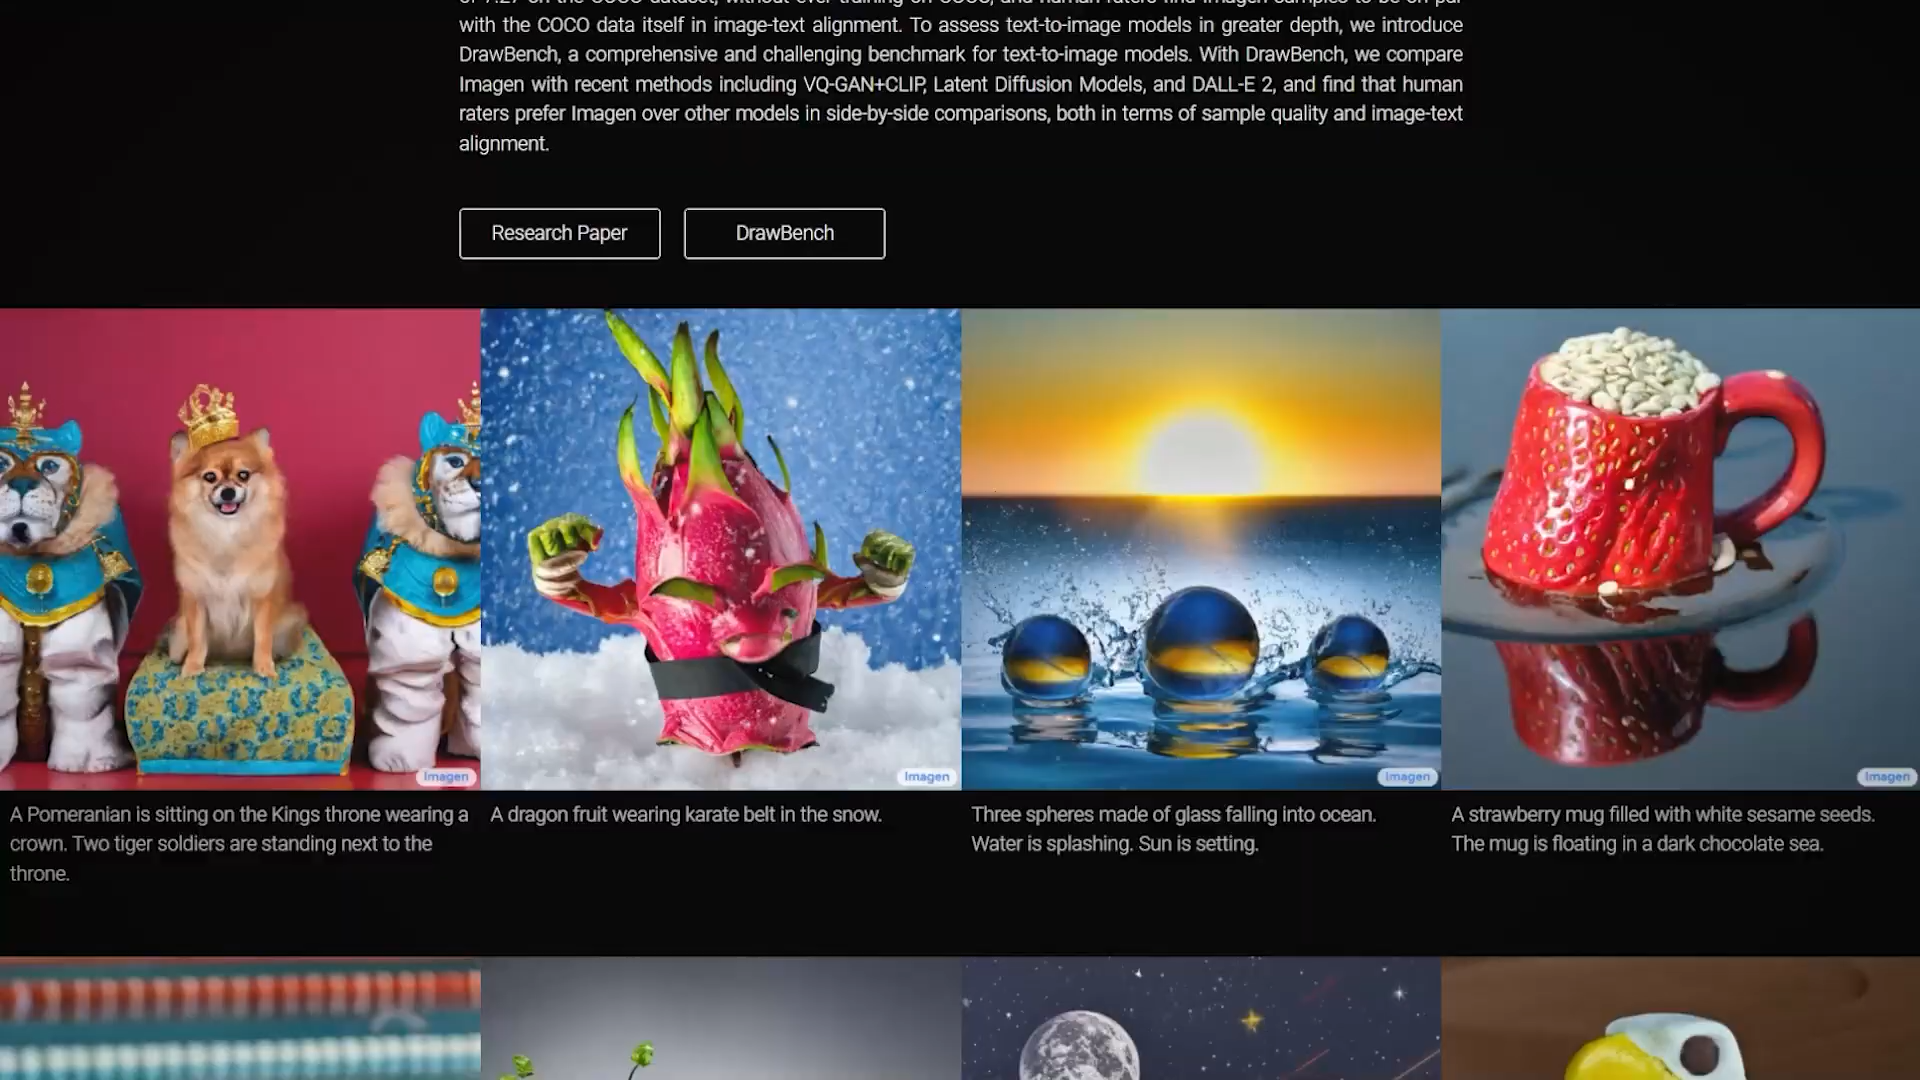 with the COCO data itself in image-text alignment. To assess text-to-image models in greater depth, we introduce
DrawBench, a comprehensive and challenging benchmark for text-to-image models. With DrawBench, we compare
Imagen with recent methods including VQ-GAN+CLIP, Latent Diffusion Models, and DALL-E 2, and find that human
raters prefer Imagen over other models in side-by-side comparisons, both in terms of sample quality and image-text
alignment.
Research Paper
DrawBench
Imagen
Imagen
Imagen
Imagen
A Pomeranian is sitting on the Kings throne wearing a
crown. Two tiger soldiers are standing next to the
throne.
A dragon fruit wearing karate belt in the snow.
Three spheres made of glass falling into ocean.
Water is splashing. Sun is setting.
A strawberry mug filled with white sesame seeds.
The mug is floating in a dark chocolate sea.